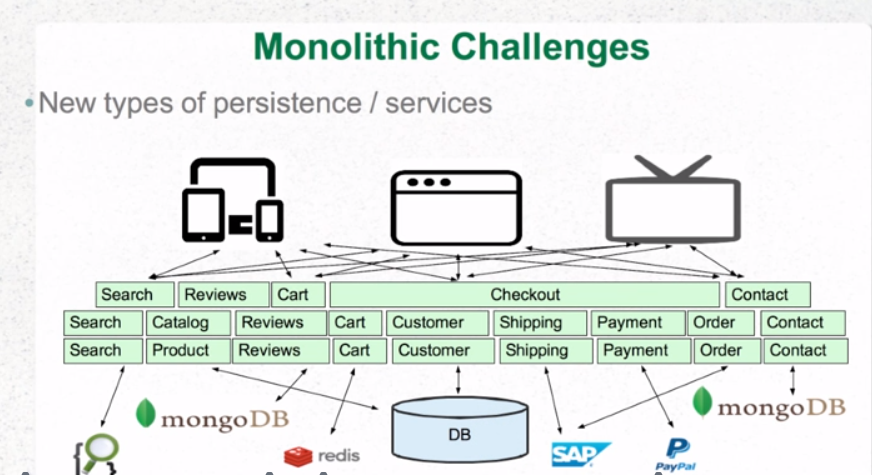 Monolithic Challenges
•New types of persistence / services
Search Reviews Cart Checkout Contact
Search Catalog Reviews Cart Customer Shipping Payment Order Contact
Search Product Reviews Cart Customer Shipping Payment Order Contact
mongoDB
mongoDB
DB
redis
SAP
PayPal